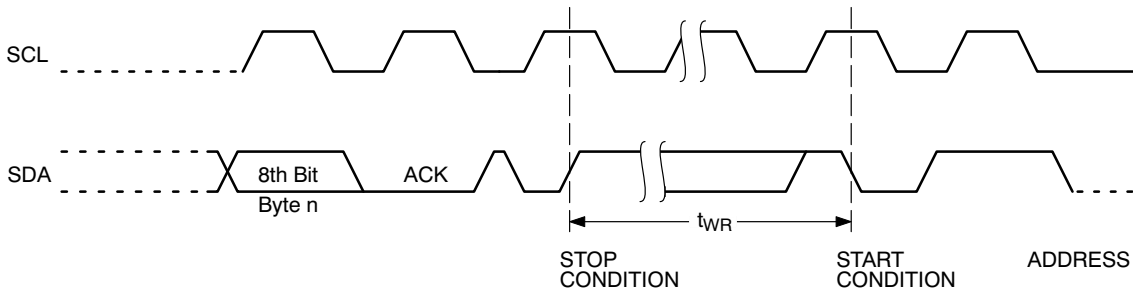 SCL
SDA
8th Bit
Byte n
ACK
tWR
STOP
CONDITION
START
CONDITION
ADDRESS